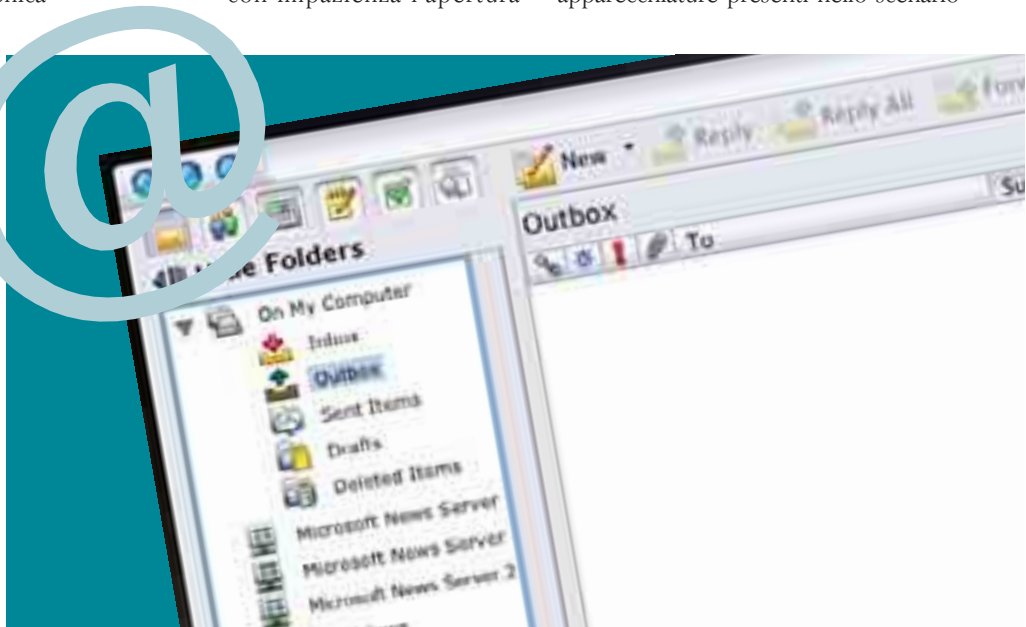 con impazienza l'apertura
apparecchiature presenti nello scenario
@
New Reply Reply All
Outbox
To
Folders
On My Computer
Inbox
Outbox
Sent Items
Drafts
Deleted Items
Microsoft News Server
Microsoft News Server
Microsoft News Server 2